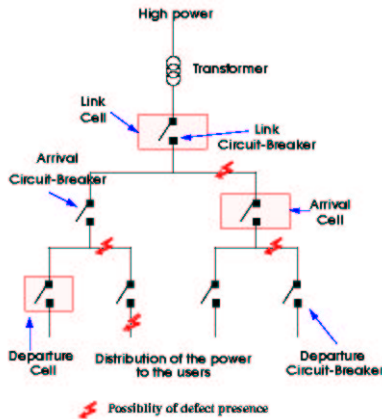 High power
Transformer
Link
Cell
Link
Circuit-Breaker
Arrival
Circuit-Breaker
Arrival
Cell
Departure
Cell
Distribution of the power
to the users
Departure
Circuit-Breaker
Possiblity of defect presence